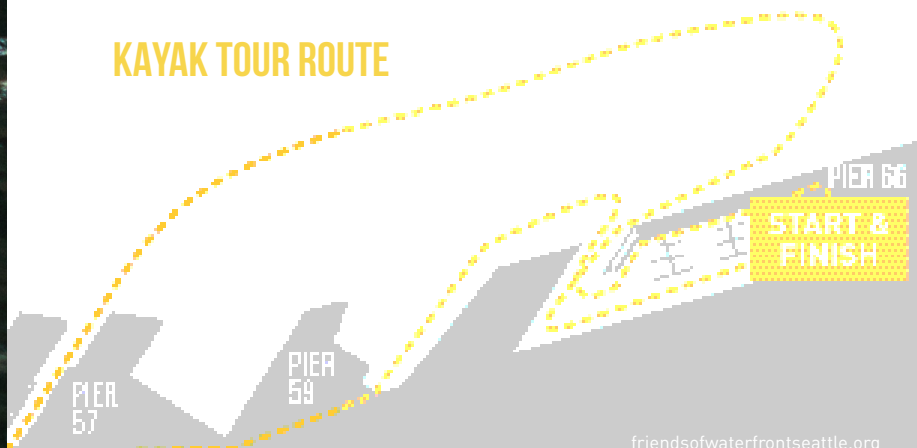 KAYAK TOUR ROUTE
PIER 66
START &
FINISH
PIER
59
PIER
57
friendsofwaterfrontseattle.org